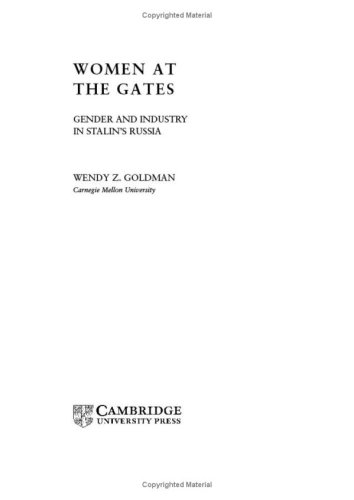 Copyrighted Material
WOMEN AT
THE GATES
GENDER AND INDUSTRY
IN STALIN'S RUSSIA
WENDY Z. GOLDMAN
Carnegie Mellon University
CAMBRIDGE
UNIVERSITY PRESS
Copyrighted Material